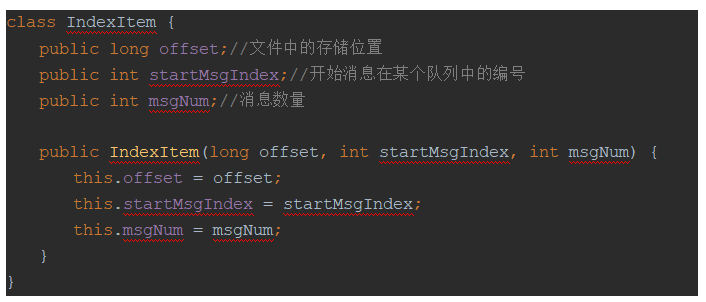 class IndexItem {
    public long offset;//文件中的存储位置
    public int startMsgIndex;//开始消息在某个队列中的编号
    public int msgNum;//消息数量
    public IndexItem(long offset, int startMsgIndex, int msgNum) {
        this.offset = offset;
        this.startMsgIndex = startMsgIndex;
        this.msgNum = msgNum;
    }
}